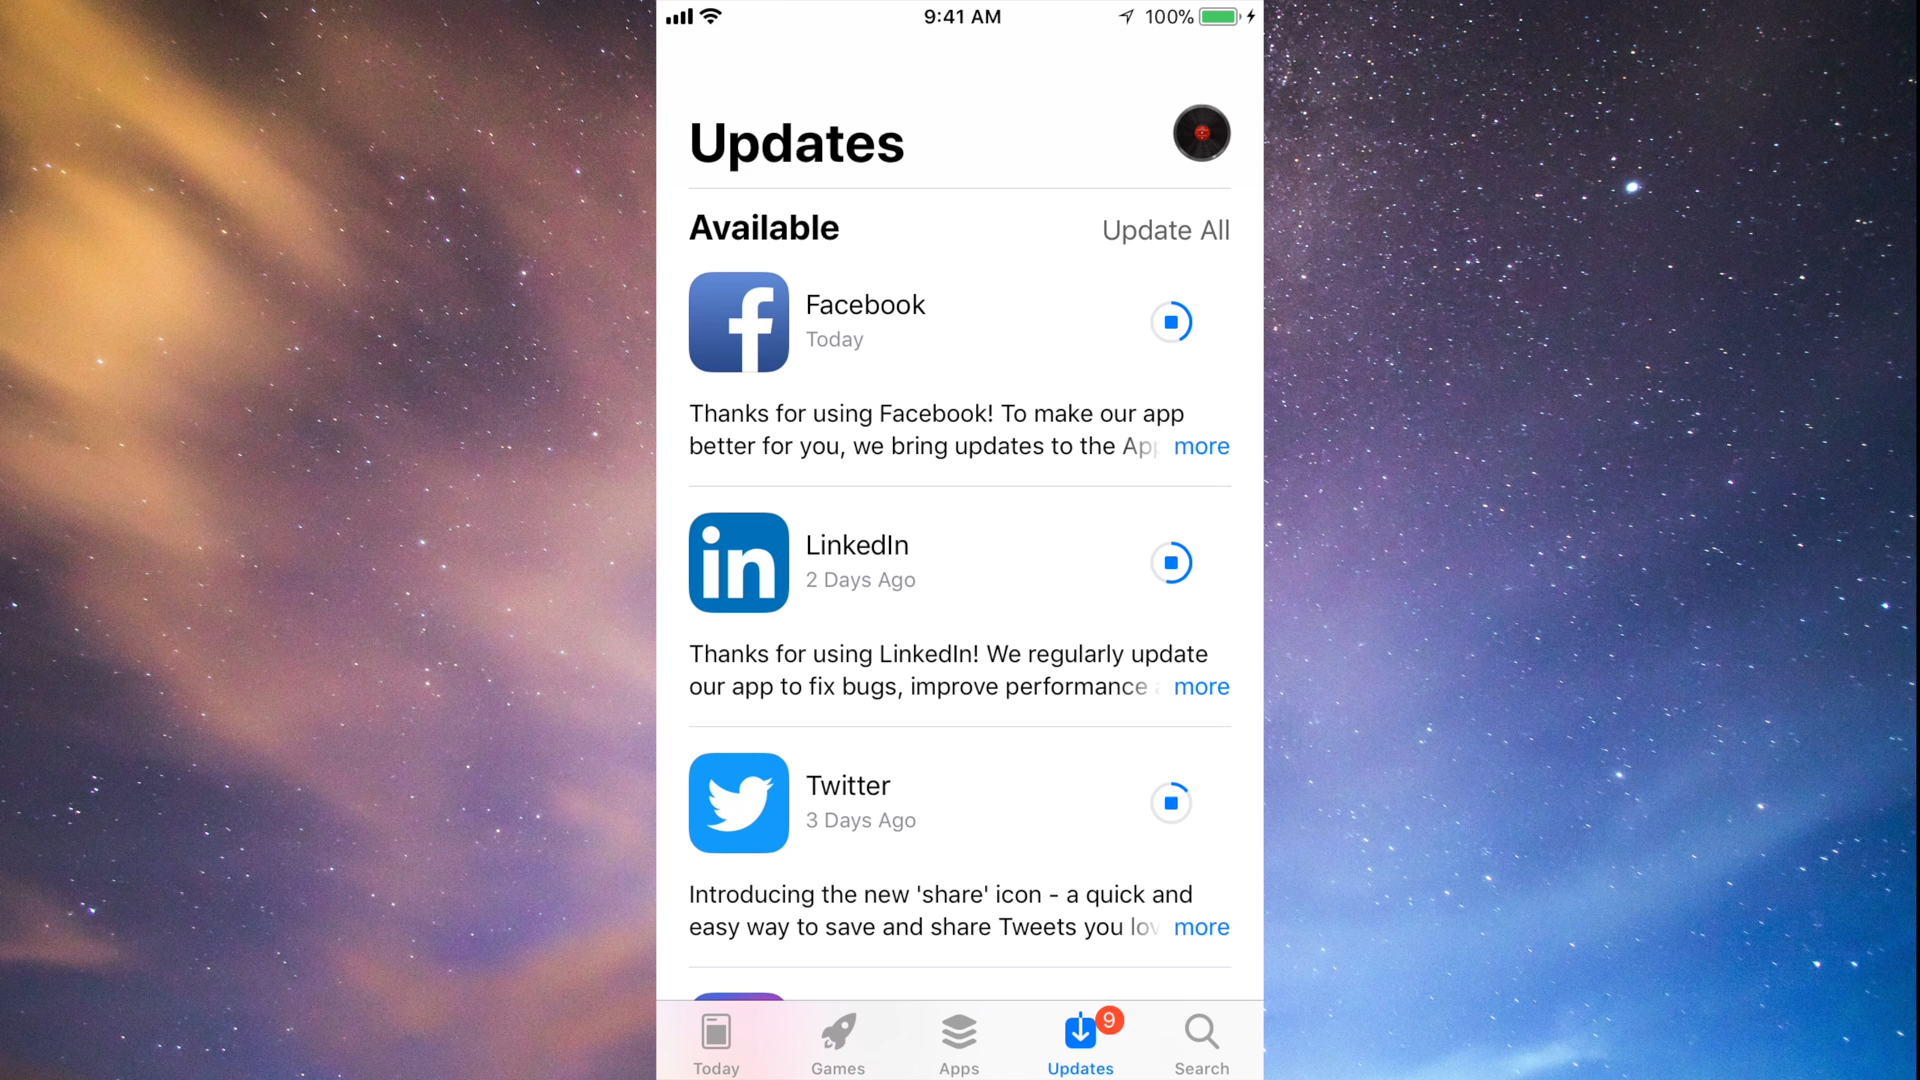 9:41 AM
100%
Updates
Available
Update All
Facebook
Today
Thanks for using Facebook! To make our app
better for you, we bring updates to the App more
LinkedIn
2 Days Ago
Thanks for using LinkedIn! We regularly update
our app to fix bugs, improve performance a more
Twitter
3 Days Ago
Introducing the new 'share' icon - a quick and
easy way to save and share Tweets you lov more
9
Today
Games
Apps
Updates
Search